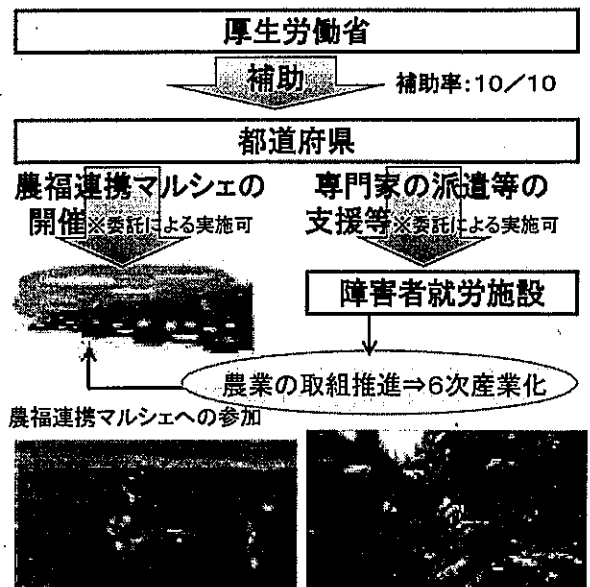 厚生労働省
補助
補助率:10／10
都道府県
農福連携マルシェの
開催※委託による実施可
専門家の派遣等の
支援等※委託による実施可
障害者就労施設
農業の取組推進⇒6次産業化
農福連携マルシェへの参加